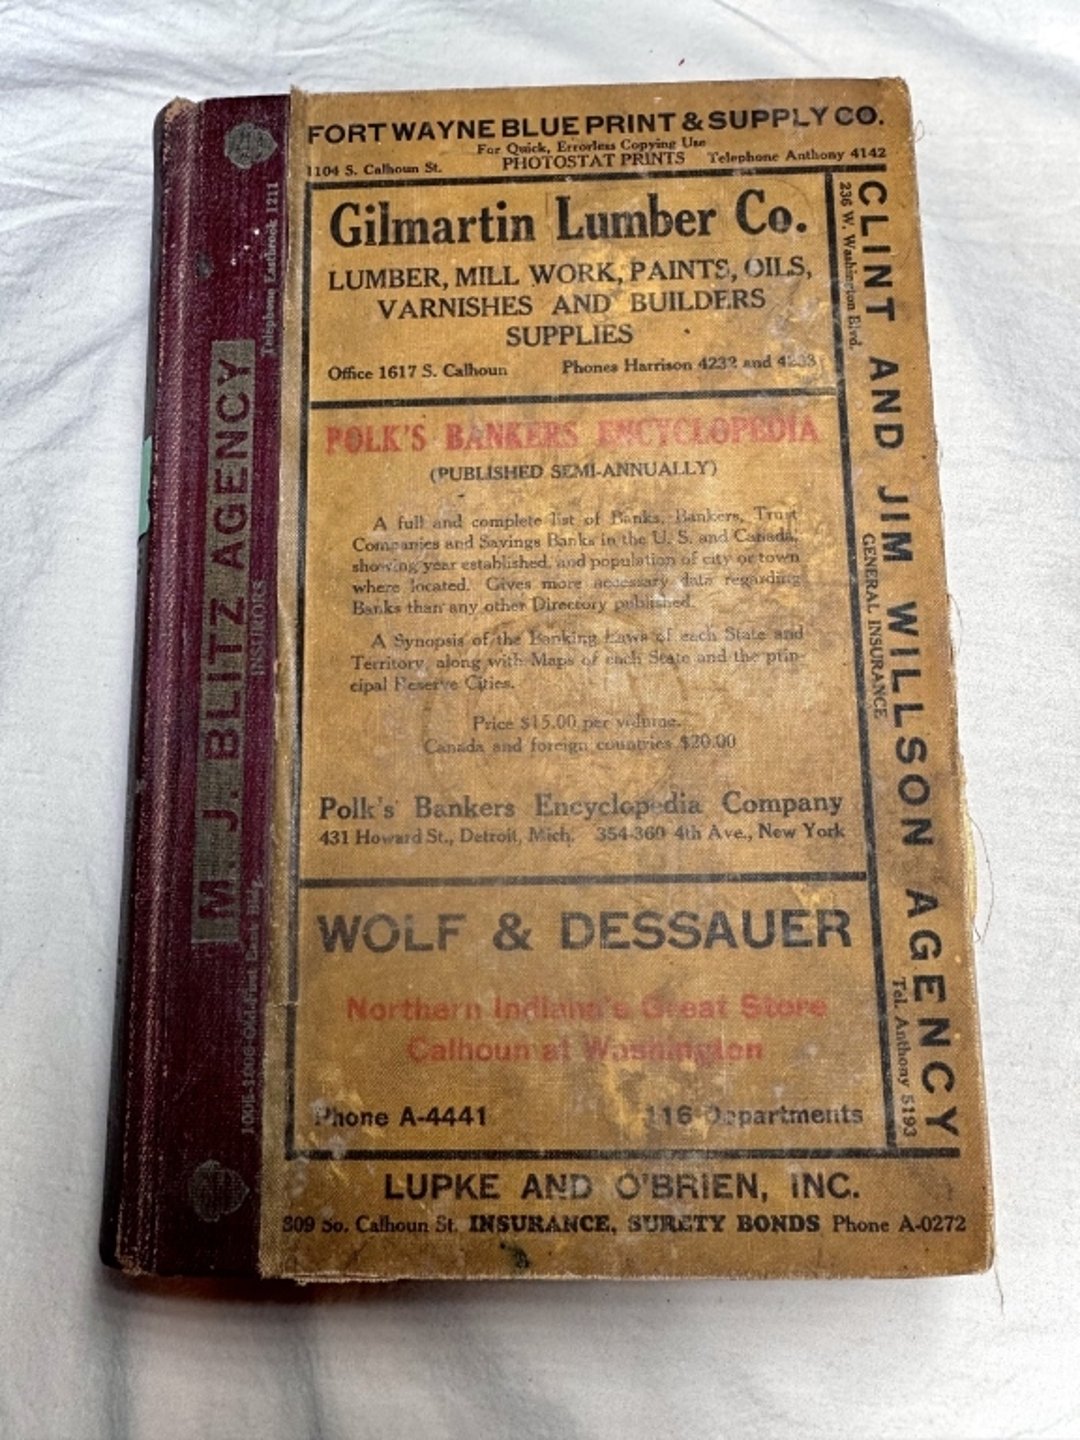 FORT WAYNE BLUE PRINT & SUPPLY CO.
For Quick, Errorless Copying Use
1104 S. Calhoun St. PHOTOSTAT PRINTS Telephone Anthony 4142
Gilmartin Lumber Co.
LUMBER, MILL WORK, PAINTS, OILS,
VARNISHES AND BUILDERS
SUPPLIES
Office 1617 S. Calhoun Phones Harrison 4232 and 4233
POLK'S BANKERS ENCYCLOPEDIA
(PUBLISHED SEMI-ANNUALLY)
A full and complete list of Banks, Bankers, Trust
Companies and Savings Banks in the U. S. and Canada,
showing year established, and population of city or town
where located. Gives more necessary data regarding
Banks than any other Directory published.
A Synopsis of the Banking Laws of each State and
Territory, along with Maps of each State and the prin-
cipal Reserve Cities.
Price $15.00 per volume.
Canada and foreign countries $20.00
Polk's Bankers Encyclopedia Company
431 Howard St., Detroit, Mich. 354-360 4th Ave., New York
WOLF & DESSAUER
Northern Indiana's Great Store
Calhoun at Washington
Phone A-4441 116 Departments
LUPKE AND O'BRIEN, INC.
809 So. Calhoun St. INSURANCE, SURETY BONDS Phone A-0272
CLINT AND JIM WILLSON AGENCY
236 W. Washington Blvd. GENERAL INSURANCE Tel. Anthony 5193
M. J. BLITZ AGENCY
INSURORS
Telephone Eastbrook 1211